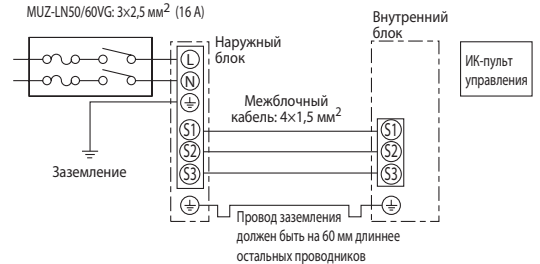 MUZ-LN50/60VG: 3×2,5 мм² (16 А)
Наружный
блок
Внутренний
блок
ИК-пульт
управления
L
N
Межблочный
кабель: 4×1,5 мм²
S1
S2
S3
S1
S2
S3
Заземление
Провод заземления
должен быть на 60 мм длиннее
остальных проводников